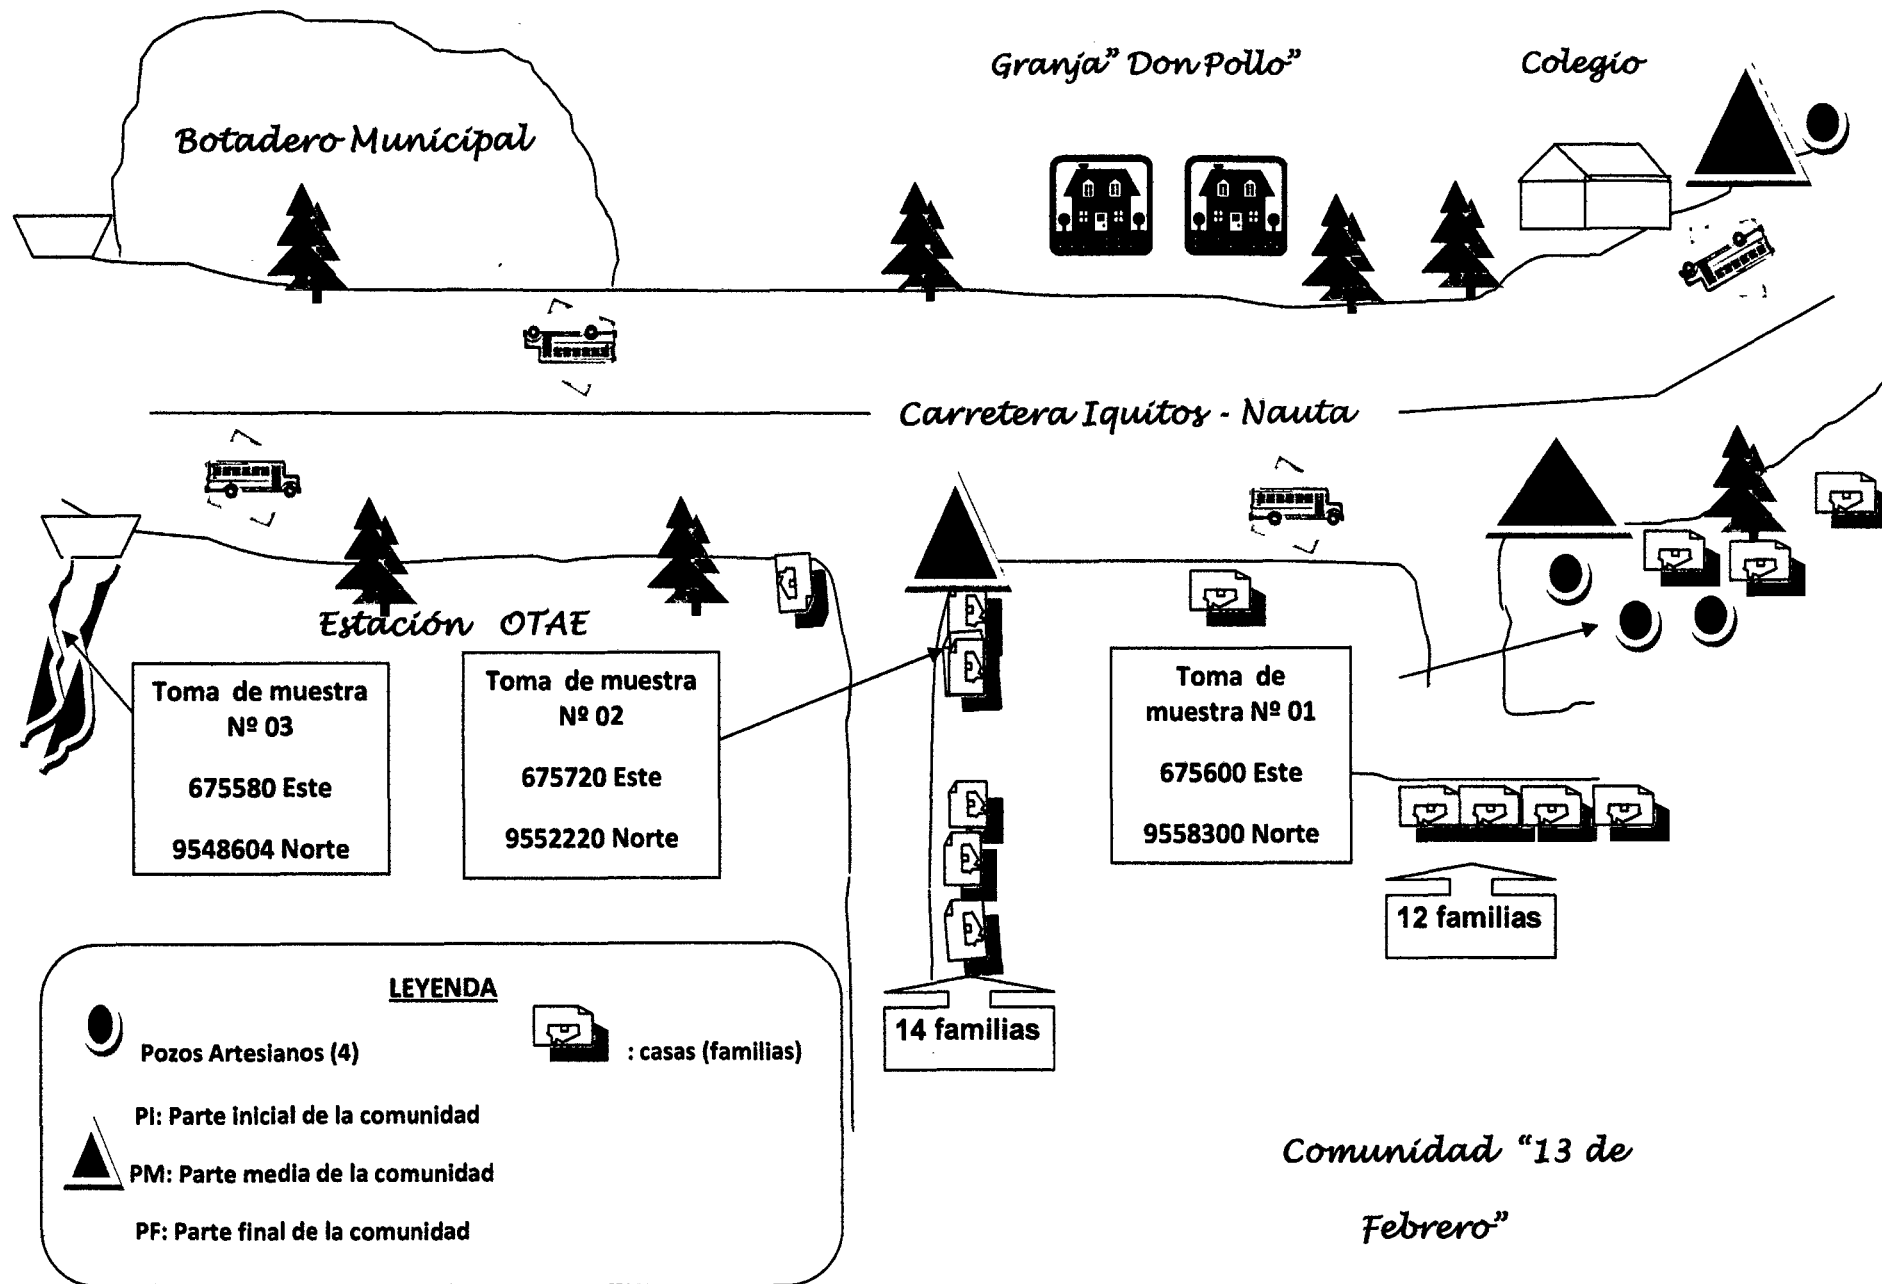 Granja" Don Pollo"
Colegio
Botadero Municipal
Carretera Iquitos - Nauta
Estación OTAE
Toma de muestra
Nº 03
675580 Este
9548604 Norte
Toma de muestra
Nº 02
675720 Este
9552220 Norte
Toma de
muestra Nº 01
675600 Este
9558300 Norte
12 familias
14 familias
LEYENDA
Pozos Artesianos (4)
: casas (familias)
PI: Parte inicial de la comunidad
PM: Parte media de la comunidad
PF: Parte final de la comunidad
Comunidad "13 de
Febrero"